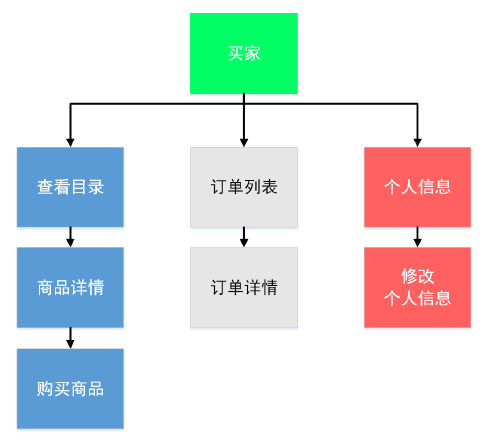 买家
查看目录
订单列表
个人信息
商品详情
订单详情
修改
个人信息
购买商品